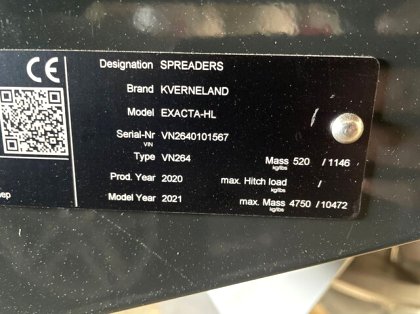 CE
Designation SPREADERS
Brand KVERNELAND
Model EXACTA-HL
Serial-Nr VN2640101567
VIN
Type VN264 Mass 520 / 1146
kg/lbs
Prod. Year 2020 max. Hitch load /
kg/lbs
Model Year 2021 max. Mass 4750 / 10472
kg/lbs